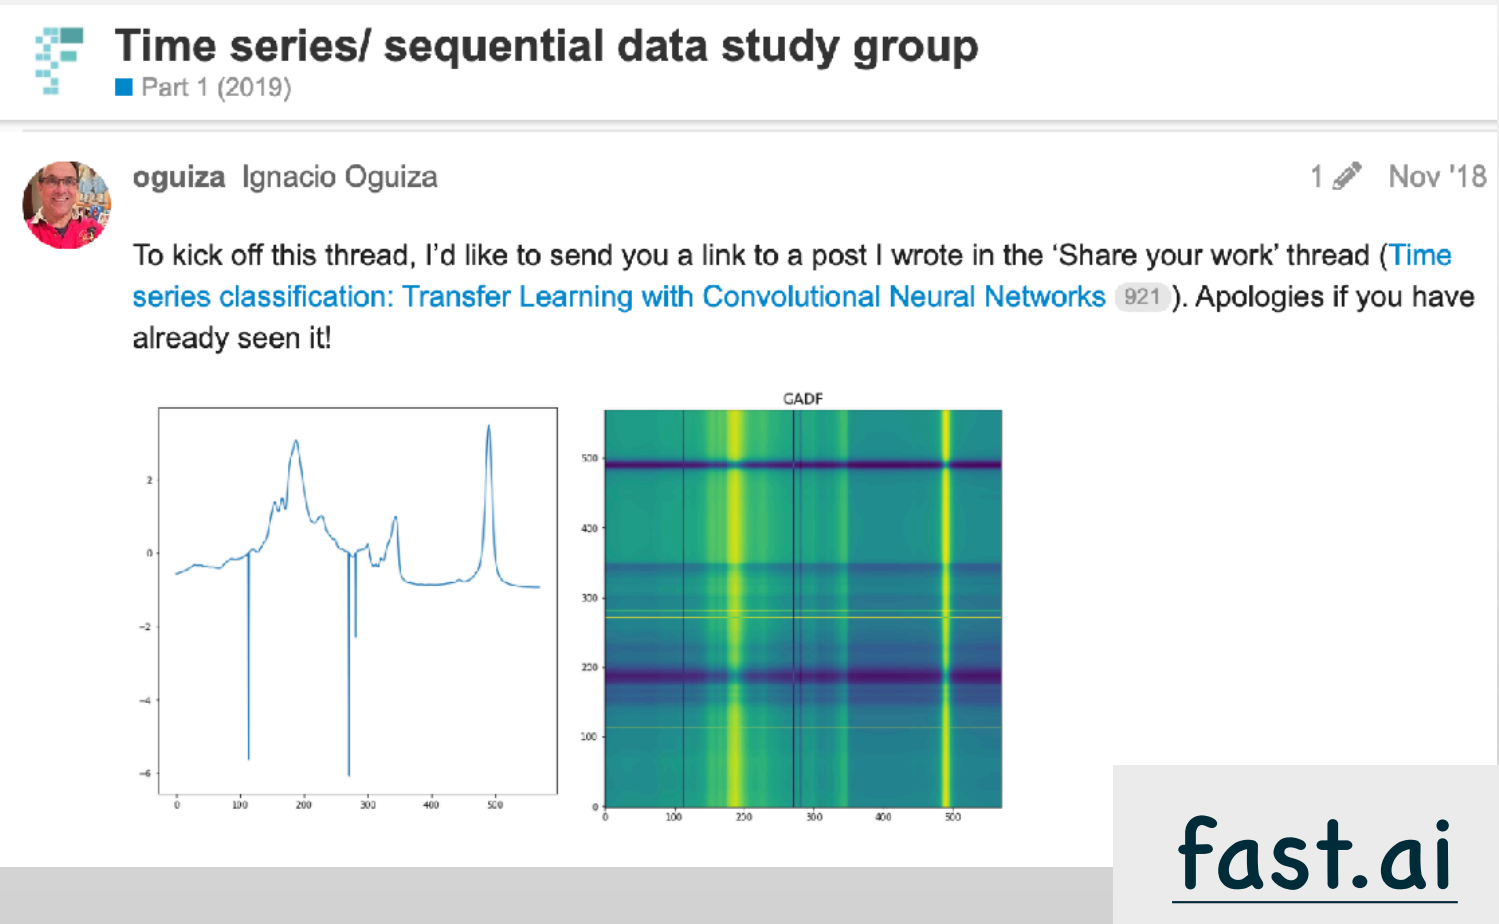 Time series/ sequential data study group
Part 1 (2019)
oguiza Ignacio Oguiza
1 Nov '18
To kick off this thread, I’d like to send you a link to a post I wrote in the ‘Share your work’ thread (Time
series classification: Transfer Learning with Convolutional Neural Networks 921 ). Apologies if you have
already seen it!
GADF
2
0
−2
−4
−6
0 100 200 300 400 500
500
400
300
200
100
0
0 100 200 300 400 500
fast.ai